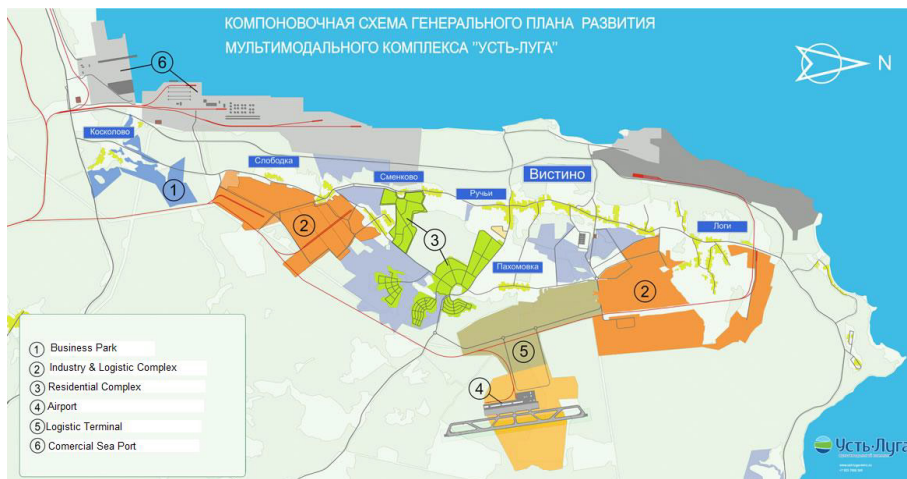 КОМПОНОВОЧНАЯ СХЕМА ГЕНЕРАЛЬНОГО ПЛАНА РАЗВИТИЯ
МУЛЬТИМОДАЛЬНОГО КОМПЛЕКСА "УСТЬ-ЛУГА"
N
6
Косколово
Слободка
Сменково
Ручьи
Вистино
Логи
Пахомовка
1
2
3
2
5
4
1 Business Park
2 Industry & Logistic Complex
3 Residential Complex
4 Airport
5 Logistic Terminal
6 Comercial Sea Port
Усть-Луга